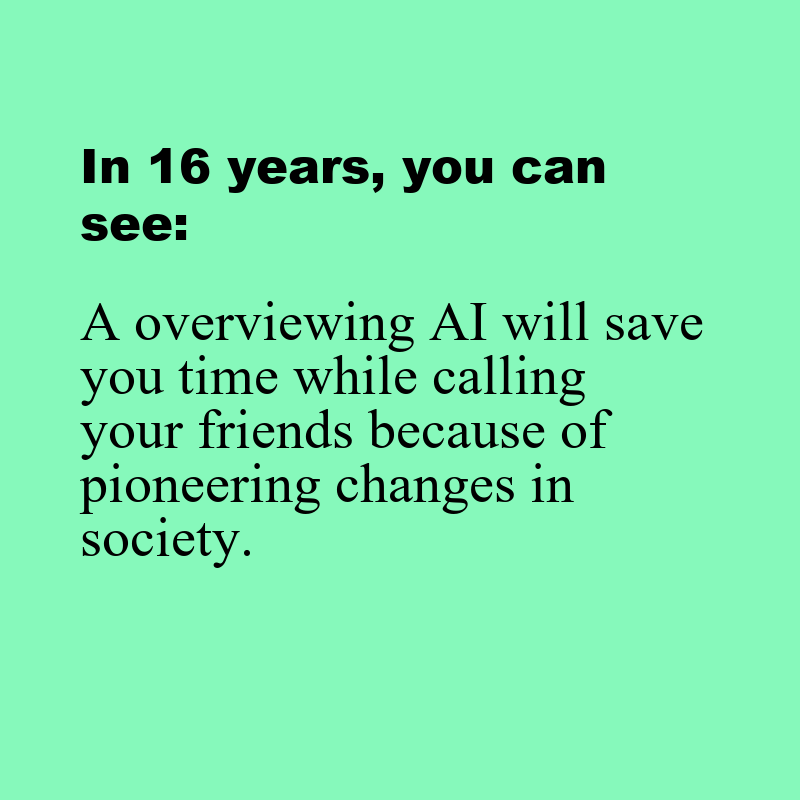 In 16 years, you can
see:
A overviewing AI will save
you time while calling
your friends because of
pioneering changes in
society.